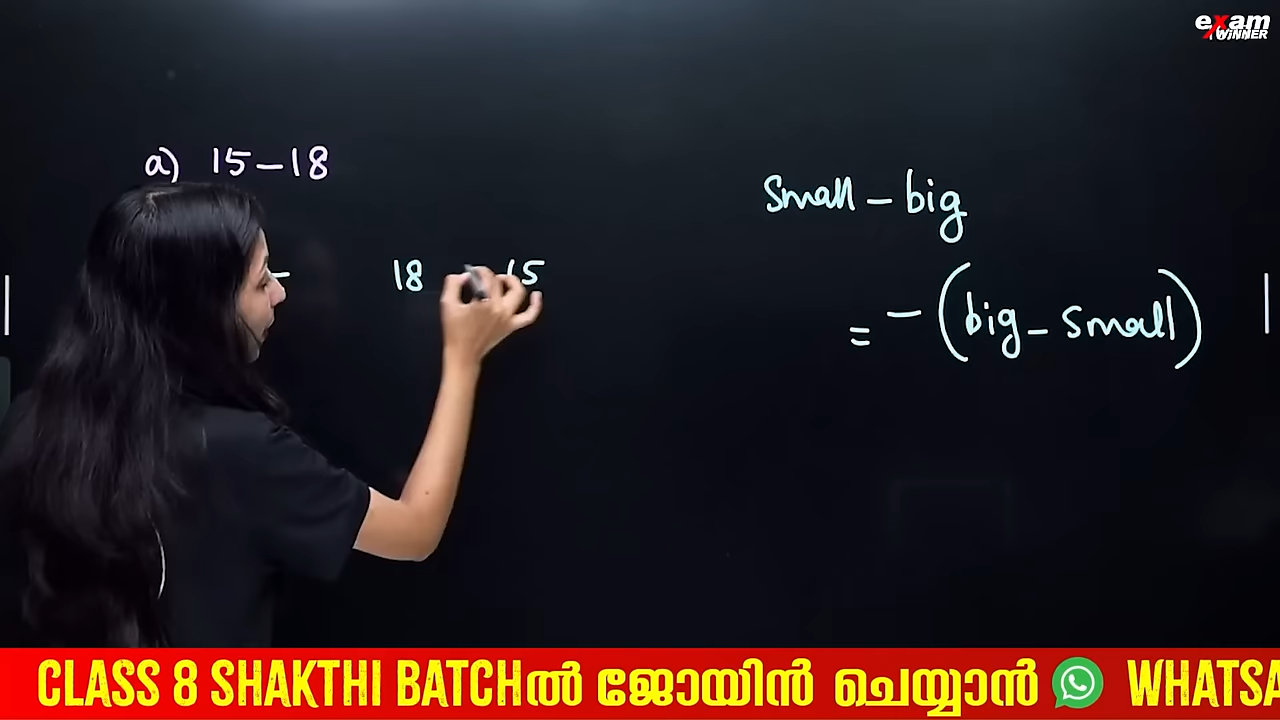 exam
WINNER
a) 15 - 18
small - big
- 18 15
= - (big - small)
CLASS 8 SHAKTHI BATCHൽ ജോയിൻ ചെയ്യാൻ WHATSA